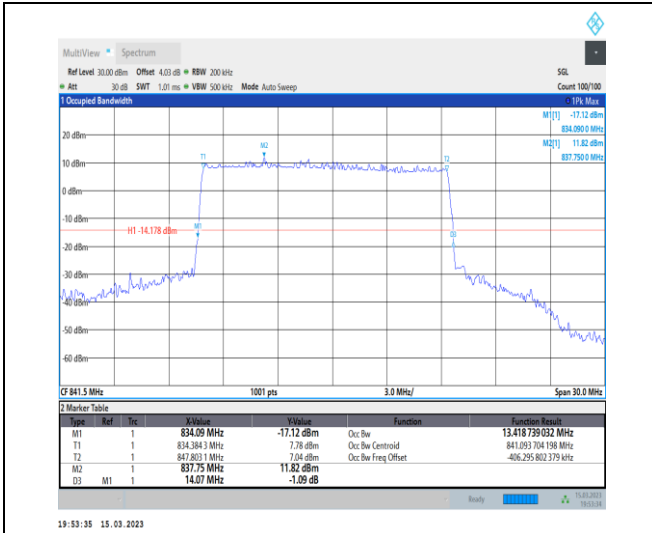 MultiView Spectrum
Ref Level 30.00 dBm Offset 4.03 dB RBW 200 kHz SGL
Att 30 dB SWT 1.01 ms VBW 500 kHz Mode Auto Sweep Count 100/100
1 Occupied Bandwidth 1Pk Max
M1[1] -17.12 dBm
834.090 0 MHz
M2[1] 11.82 dBm
837.750 0 MHz
20 dBm
M2
T1 T2
10 dBm
0 dBm
-10 dBm
M1
H1 -14.178 dBm
D3
-20 dBm
-30 dBm
-40 dBm
-50 dBm
-60 dBm
CF 841.5 MHz 1001 pts 3.0 MHz/ Span 30.0 MHz
2 Marker Table
Type Ref Trc X-Value Y-Value Function Function Result
M1 1 834.09 MHz -17.12 dBm Occ Bw 13.418 739 032 MHz
T1 1 834.384 3 MHz 7.78 dBm Occ Bw Centroid 841.093 704 198 MHz
T2 1 847.803 1 MHz 7.04 dBm Occ Bw Freq Offset -406.295 802 379 kHz
M2 1 837.75 MHz 11.82 dBm
D3 M1 1 14.07 MHz -1.09 dB
Ready 15.03.2023
19:53:34
19:53:35 15.03.2023